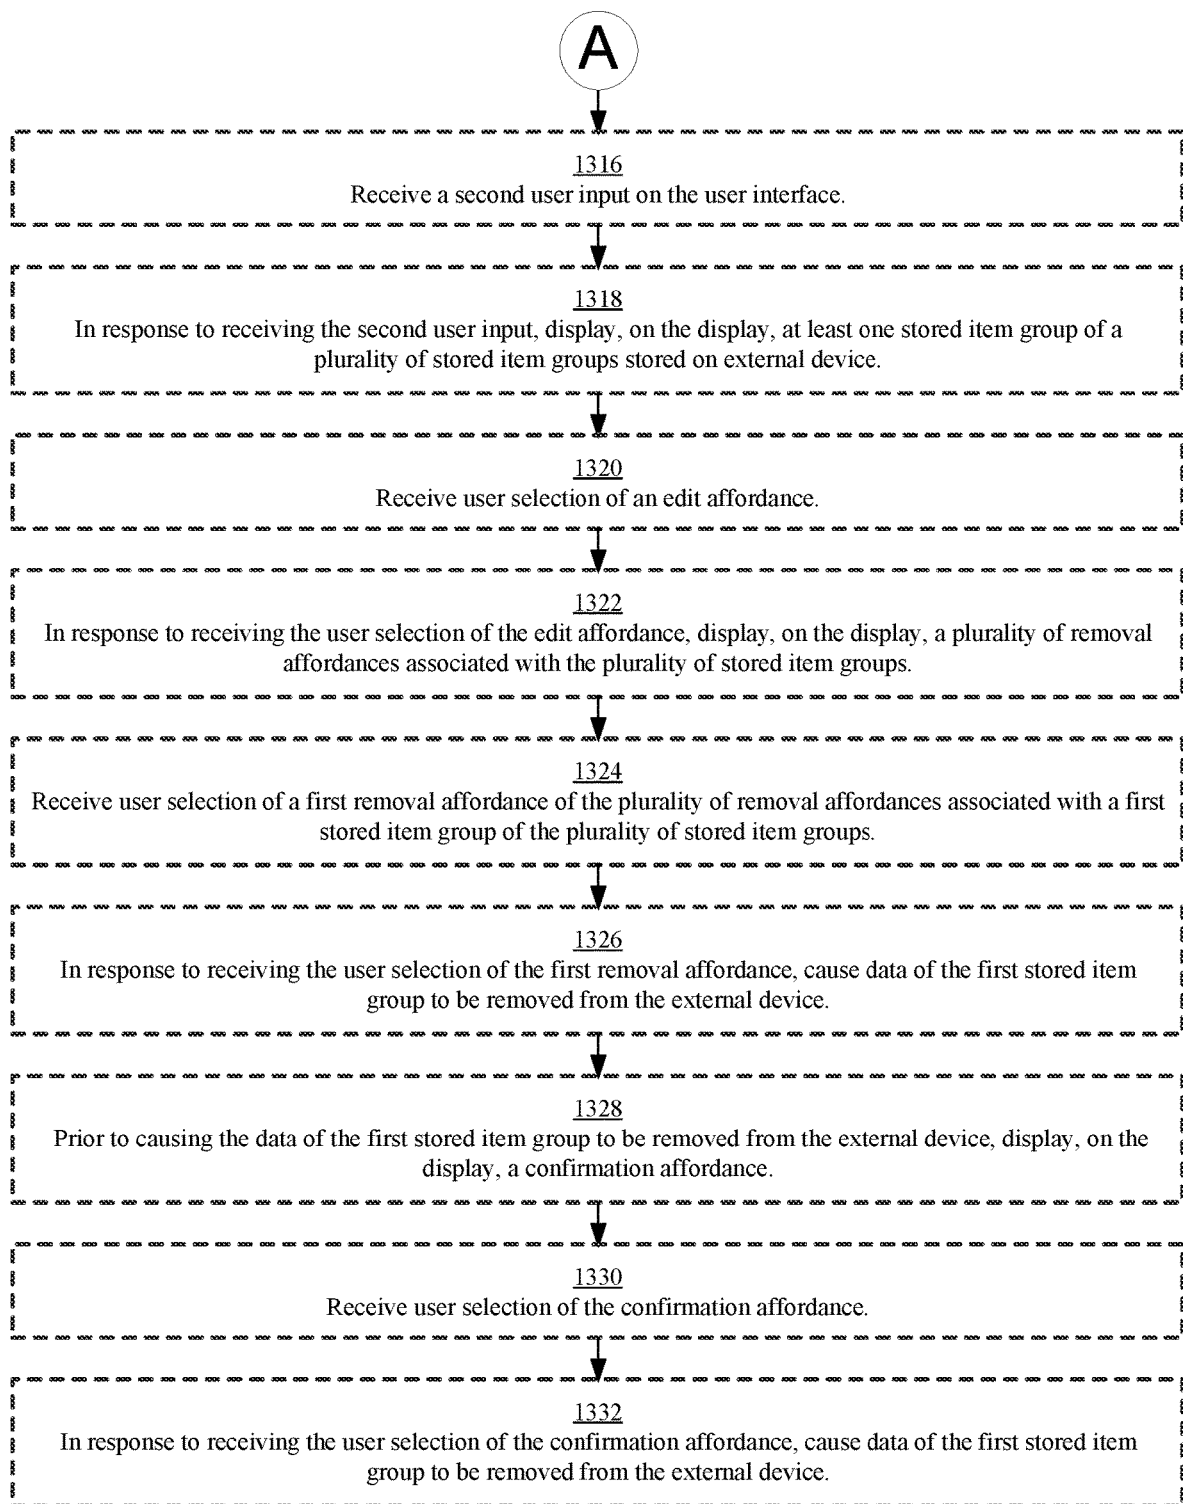 A
1316
Receive a second user input on the user interface.
1318
In response to receiving the second user input, display, on the display, at least one stored item group of a
plurality of stored item groups stored on external device.
1320
Receive user selection of an edit affordance.
1322
In response to receiving the user selection of the edit affordance, display, on the display, a plurality of removal
affordances associated with the plurality of stored item groups.
1324
Receive user selection of a first removal affordance of the plurality of removal affordances associated with a first
stored item group of the plurality of stored item groups.
1326
In response to receiving the user selection of the first removal affordance, cause data of the first stored item
group to be removed from the external device.
1328
Prior to causing the data of the first stored item group to be removed from the external device, display, on the
display, a confirmation affordance.
1330
Receive user selection of the confirmation affordance.
1332
In response to receiving the user selection of the confirmation affordance, cause data of the first stored item
group to be removed from the external device.